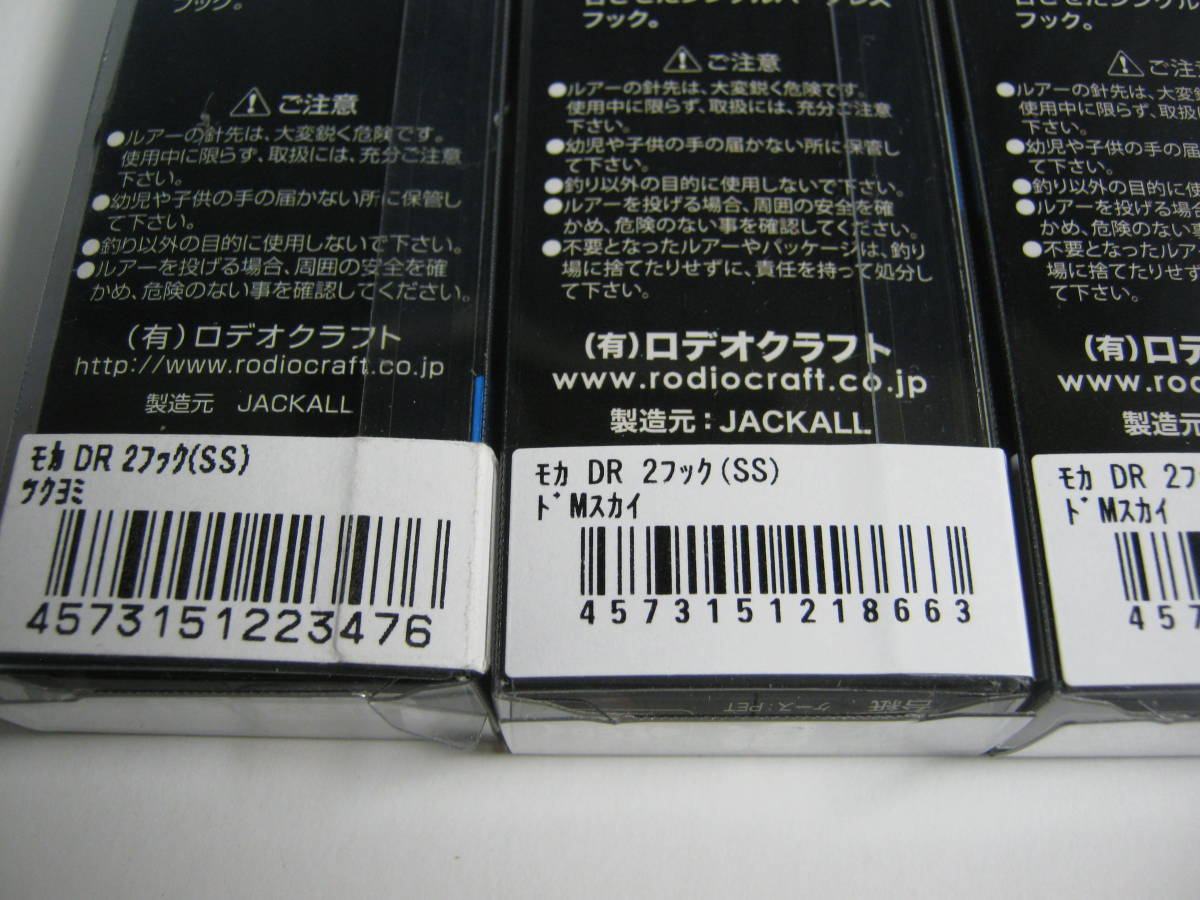 フック。
⚠ご注意
●ルアーの針先は、大変鋭く危険です。
使用中に限らず、取扱には、充分ご注意
下さい。
●幼児や子供の手の届かない所に保管し
て下さい。
●釣り以外の目的に使用しないで下さい。
●ルアーを投げる場合、周囲の安全を確
かめ、危険のない事を確認してください。
(有)ロデオクラフト
http://www.rodiocraft.co.jp
製造元 JACKALL
モカ DR 2フック(SS)
ツクヨミ
4573151223476
フック。
⚠ご注意
●ルアーの針先は、大変鋭く危険です。
使用中に限らず、取扱には、充分ご注意
下さい。
●幼児や子供の手の届かない所に保管し
て下さい。
●釣り以外の目的に使用しないで下さい。
●ルアーを投げる場合、周囲の安全を確
かめ、危険のない事を確認してください。
●不要となったルアーやパッケージは、釣り
場に捨てたりせずに、責任を持って処分し
て下さい。
(有)ロデオクラフト
www.rodiocraft.co.jp
製造元:JACKALL
モカ DR 2フック(SS)
ドMスカイ
4573151218663
台紙
ケース:PET
フック。
⚠ご注
●ルアーの針先は、大変
使用中に限らず、取扱
下さい。
●幼児や子供の手の届
て下さい。
●釣り以外の目的に使
●ルアーを投げる場合
かめ、危険のない事
●不要となったルアー
場に捨てたりせず
て下さい。
(有)ロデ
www.rodio
製造元
モカ DR 2フ
ドMスカイ
457